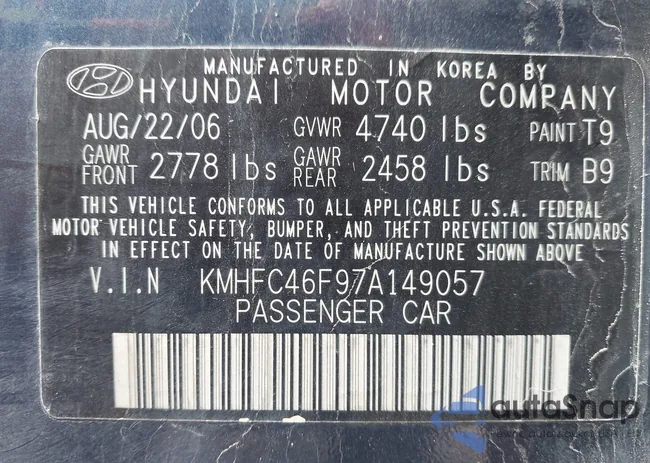 MANUFACTURED IN KOREA BY
HYUNDAI MOTOR COMPANY
AUG/22/06 GVWR 4740 lbs PAINT T9
GAWR FRONT 2778 lbs GAWR REAR 2458 lbs TRIM B9
THIS VEHICLE CONFORMS TO ALL APPLICABLE U.S.A. FEDERAL
MOTOR VEHICLE SAFETY, BUMPER, AND THEFT PREVENTION STANDARDS
IN EFFECT ON THE DATE OF MANUFACTURE SHOWN ABOVE
V.I.N KMHFC46F97A149057
PASSENGER CAR
autoSnap